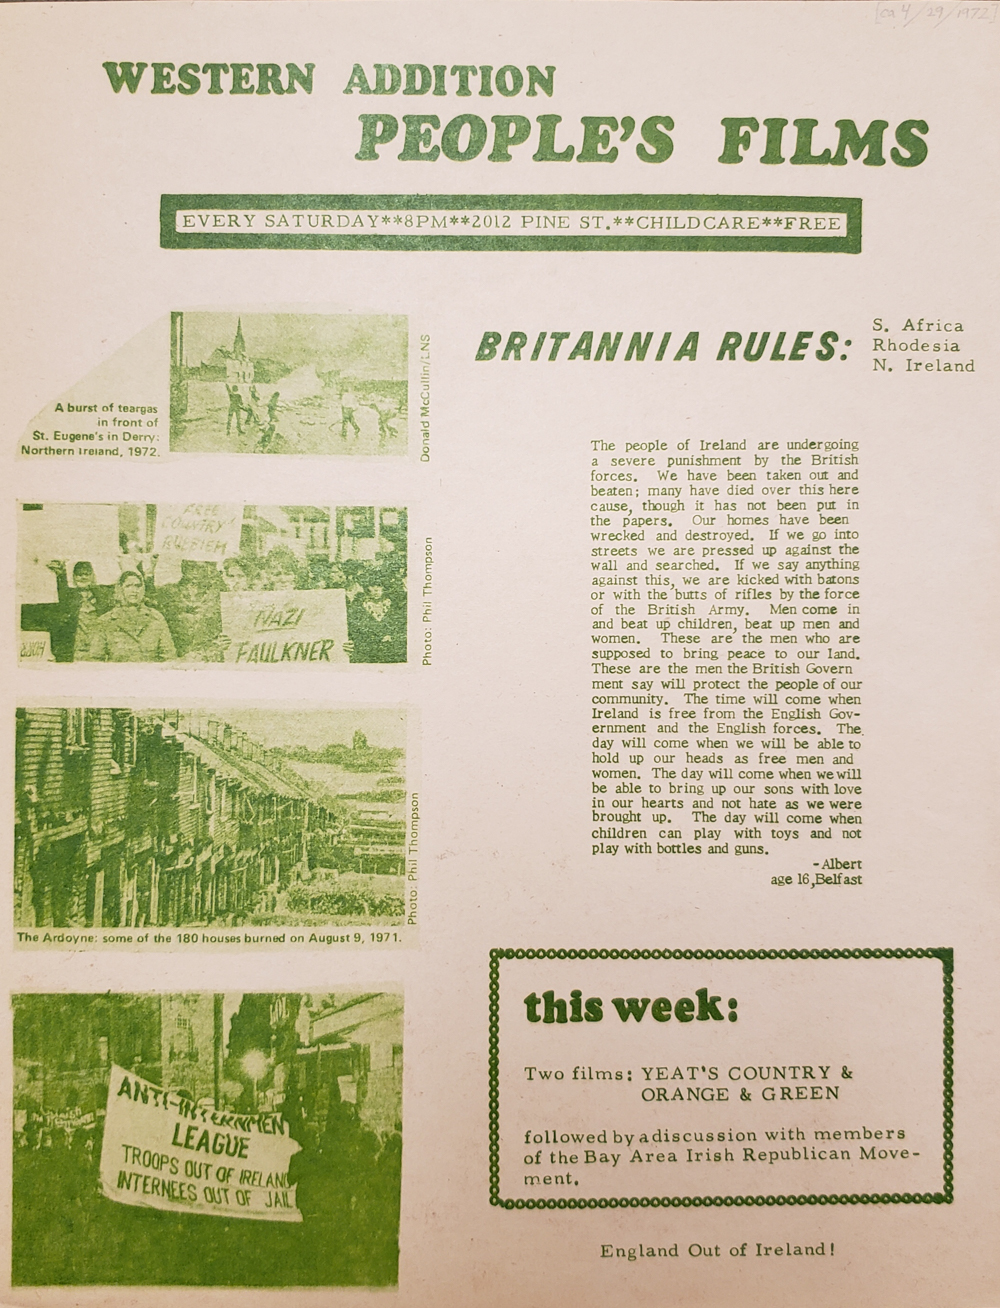 [ca 4/29/1972]
WESTERN ADDITION
PEOPLE'S FILMS
EVERY SATURDAY**8PM**2012 PINE ST.**CHILDCARE**FREE
A burst of teargas
in front of
St. Eugene's in Derry:
Northern Ireland, 1972.
Donald McCullin/LNS
FREE
COUNTRY
NAZI
FAULKNER
Photo: Phil Thompson
Photo: Phil Thompson
The Ardoyne: some of the 180 houses burned on August 9, 1971.
ANTI-INTERNMEN
LEAGUE
TROOPS OUT OF IRELAND
INTERNEES OUT OF JAIL
BRITANNIA RULES:
S. Africa
Rhodesia
N. Ireland
The people of Ireland are undergoing
a severe punishment by the British
forces. We have been taken out and
beaten; many have died over this here
cause, though it has not been put in
the papers. Our homes have been
wrecked and destroyed. If we go into
streets we are pressed up against the
wall and searched. If we say anything
against this, we are kicked with batons
or with the butts of rifles by the force
of the British Army. Men come in
and beat up children, beat up men and
women. These are the men who are
supposed to bring peace to our land.
These are the men the British Govern
ment say will protect the people of our
community. The time will come when
Ireland is free from the English Gov-
ernment and the English forces. The
day will come when we will be able to
hold up our heads as free men and
women. The day will come when we will
be able to bring up our sons with love
in our hearts and not hate as we were
brought up. The day will come when
children can play with toys and not
play with bottles and guns.
-Albert
age 16,Belfast
this week:
Two films: YEAT'S COUNTRY &
ORANGE & GREEN
followed by a discussion with members
of the Bay Area Irish Republican Move-
ment.
England Out of Ireland!